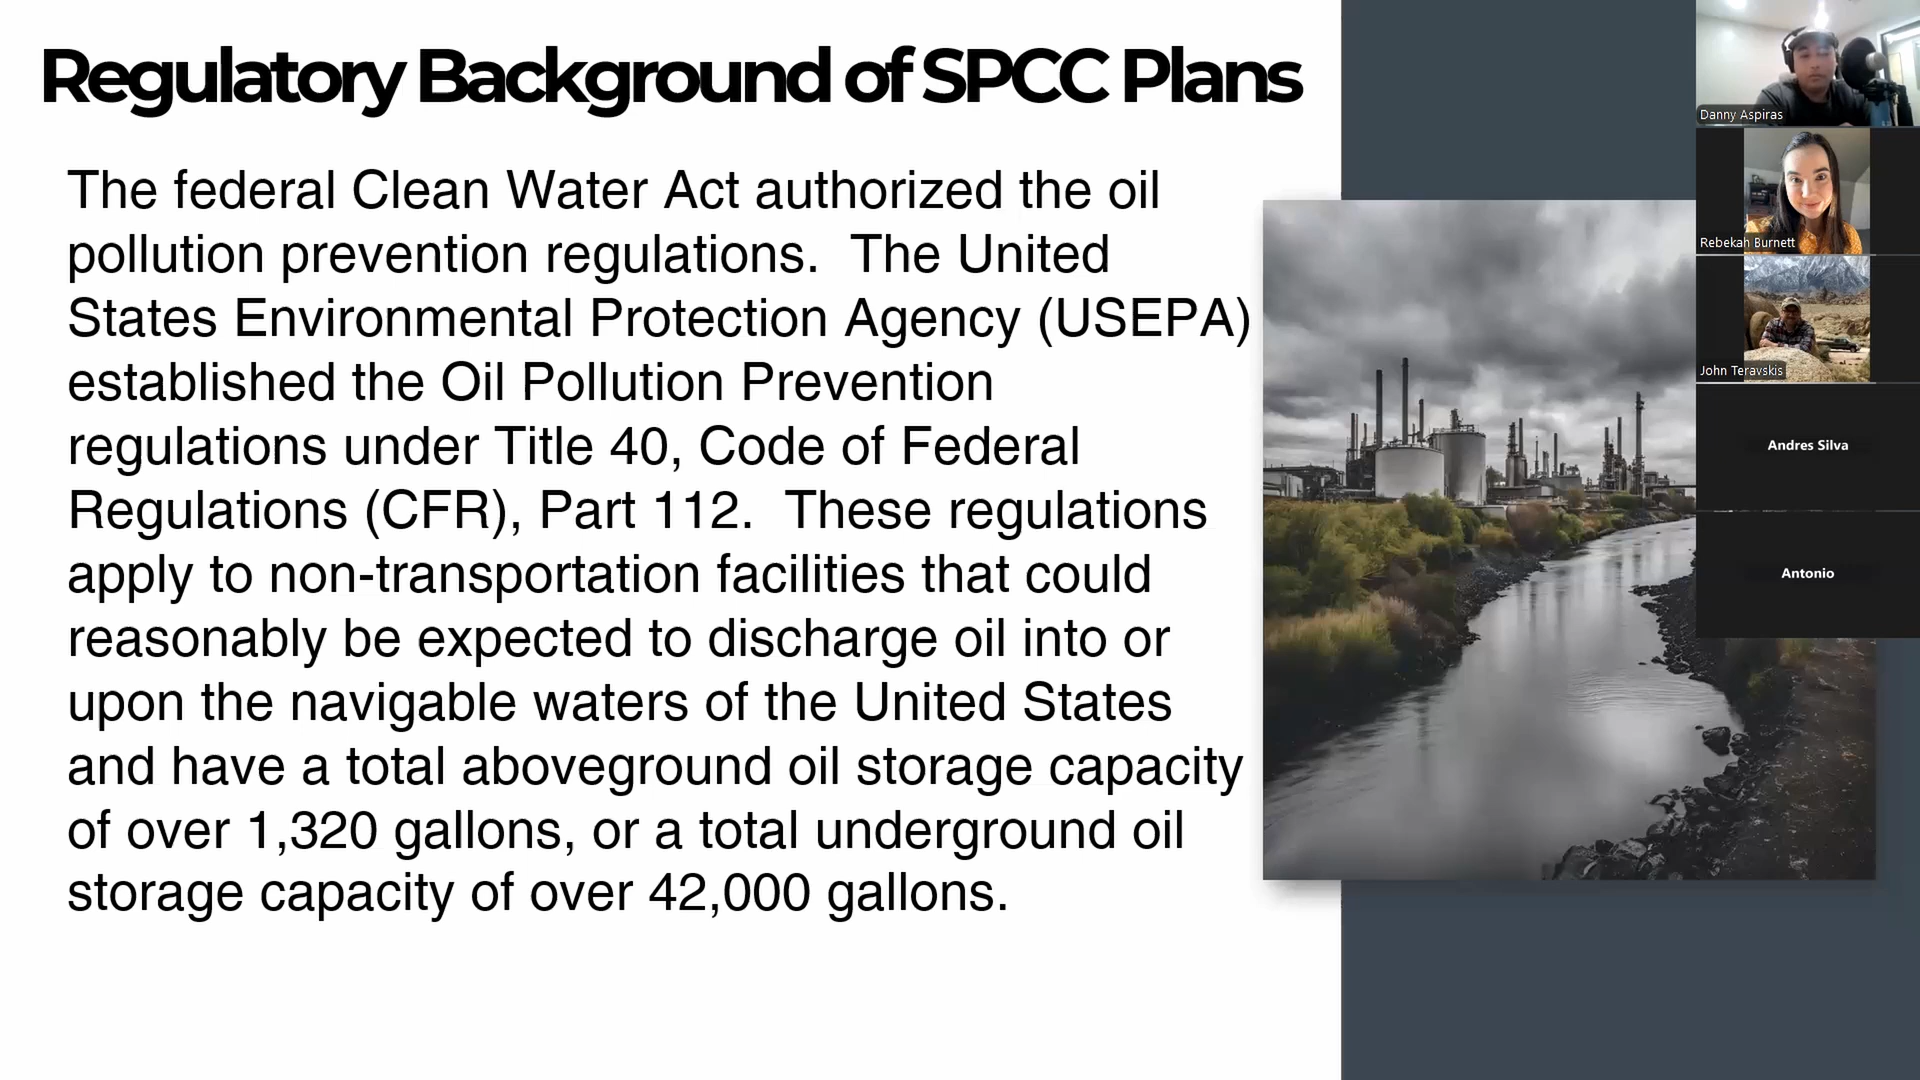 Regulatory Background of SPCC Plans
The federal Clean Water Act authorized the oil
pollution prevention regulations.  The United
States Environmental Protection Agency (USEPA)
established the Oil Pollution Prevention
regulations under Title 40, Code of Federal
Regulations (CFR), Part 112.  These regulations
apply to non-transportation facilities that could
reasonably be expected to discharge oil into or
upon the navigable waters of the United States
and have a total aboveground oil storage capacity
of over 1,320 gallons, or a total underground oil
storage capacity of over 42,000 gallons.
Danny Aspiras
Rebekah Burnett
John Teravskis
Andres Silva
Antonio